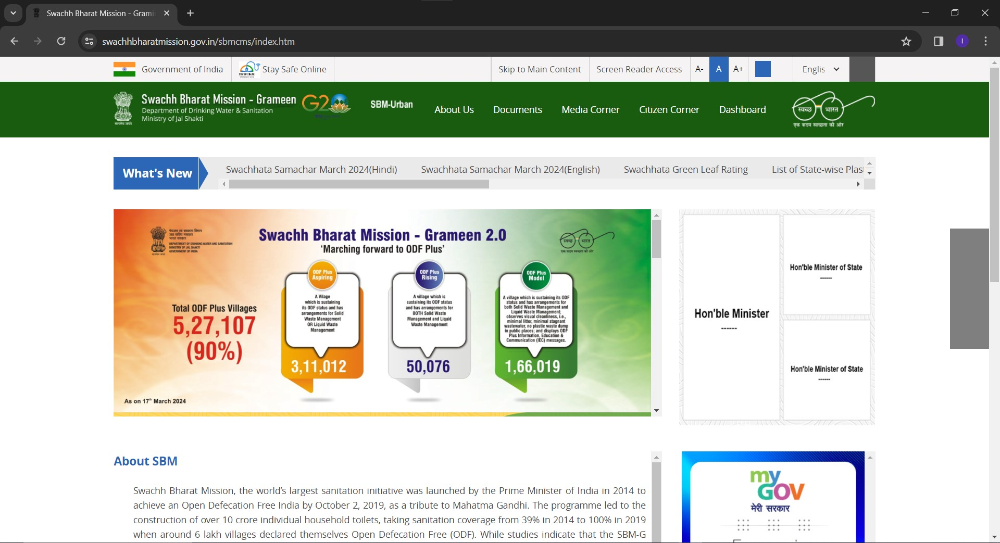 Swachh Bharat Mission - Grami
swachhbharatmission.gov.in/sbmcms/index.htm
I
Government of India
Stay Safe Online
Skip to Main Content
Screen Reader Access
A-
A
A+
Englis
Swachh Bharat Mission - Grameen
Department of Drinking Water & Sanitation
Ministry of Jal Shakti
सत्यमेव जयते
G20
SBM-Urban
About Us
Documents
Media Corner
Citizen Corner
Dashboard
स्वच्छ भारत
एक कदम स्वच्छता की ओर
What's New
Swachhata Samachar March 2024(Hindi)
Swachhata Samachar March 2024(English)
Swachhata Green Leaf Rating
List of State-wise Plast
पेयजल एवं स्वच्छता विभाग
जल शक्ति मंत्रालय
भारत सरकार
DEPARTMENT OF DRINKING WATER AND SANITATION
MINISTRY OF JAL SHAKTI
GOVERNMENT OF INDIA
Swachh Bharat Mission - Grameen 2.0
'Marching forward to ODF Plus'
स्वच्छ भारत
एक कदम स्वच्छता की ओर
Total ODF Plus Villages
5,27,107
(90%)
ODF Plus
Aspiring
A Vilage
which is sustaining
its ODF status and has
arrangements for Solid
Waste Management
OR Liquid Waste
Management
3,11,012
ODF Plus
Rising
A village which is
sustaining its ODF status
and has arrangements for
BOTH Solid Waste
Management and Liquid
Waste Management
50,076
ODF Plus
Model
A village which is sustaining its ODF
status and has arrangements for
both Solid Waste Management and
Liquid Waste Management;
observes visual cleanliness, i.e.,
minimal litter, minimal stagnant
wastewater, no plastic waste dump
in public places; and displays ODF
Plus Information, Education &
Communication (IEC) messages.
1,66,019
As on 17th March 2024
Hon'ble Minister
------
Hon'ble Minister of State
------
Hon'ble Minister of State
------
About SBM
Swachh Bharat Mission, the world's largest sanitation initiative was launched by the Prime Minister of India in 2014 to
achieve an Open Defecation Free India by October 2, 2019, as a tribute to Mahatma Gandhi. The programme led to the
construction of over 10 crore individual household toilets, taking sanitation coverage from 39% in 2014 to 100% in 2019
when around 6 lakh villages declared themselves Open Defecation Free (ODF). While studies indicate that the SBM-G
my
GOV
मेरी सरकार